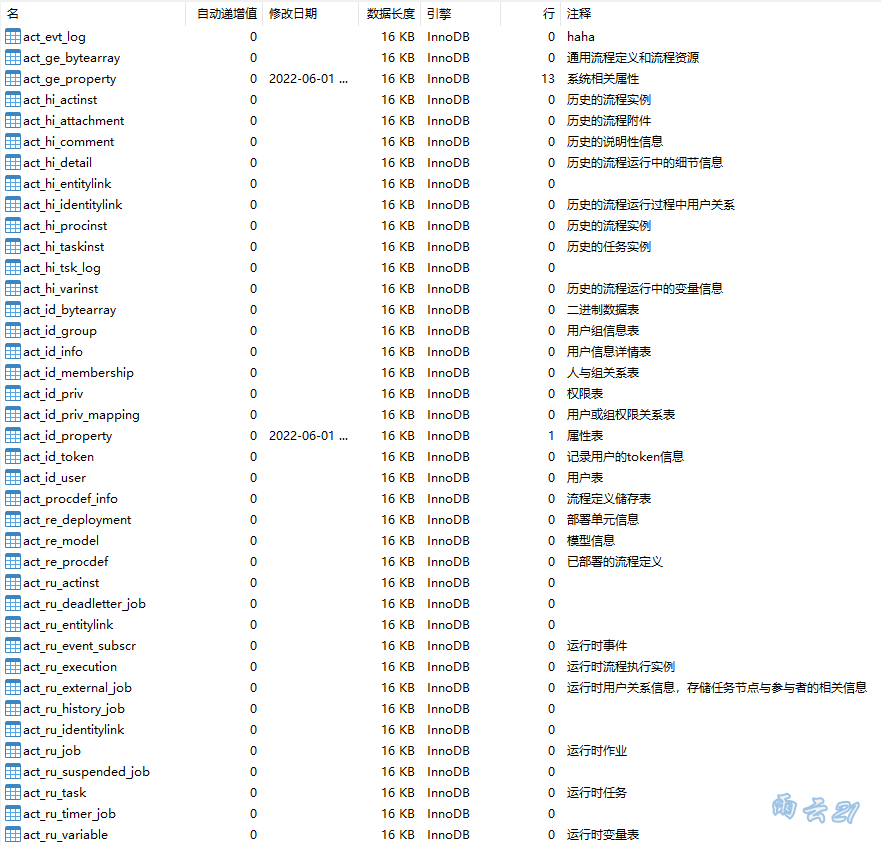 名 自动递增值 修改日期 数据长度 引擎 行 注释
act_evt_log 0 16 KB InnoDB 0 haha
act_ge_bytearray 0 16 KB InnoDB 0 通用流程定义和流程资源
act_ge_property 0 2022-06-01 ... 16 KB InnoDB 13 系统相关属性
act_hi_actinst 0 16 KB InnoDB 0 历史的流程实例
act_hi_attachment 0 16 KB InnoDB 0 历史的流程附件
act_hi_comment 0 16 KB InnoDB 0 历史的说明性信息
act_hi_detail 0 16 KB InnoDB 0 历史的流程运行中的细节信息
act_hi_entitylink 0 16 KB InnoDB 0
act_hi_identitylink 0 16 KB InnoDB 0 历史的流程运行过程中用户关系
act_hi_procinst 0 16 KB InnoDB 0 历史的流程实例
act_hi_taskinst 0 16 KB InnoDB 0 历史的任务实例
act_hi_tsk_log 0 16 KB InnoDB 0
act_hi_varinst 0 16 KB InnoDB 0 历史的流程运行中的变量信息
act_id_bytearray 0 16 KB InnoDB 0 二进制数据表
act_id_group 0 16 KB InnoDB 0 用户组信息表
act_id_info 0 16 KB InnoDB 0 用户信息详情表
act_id_membership 0 16 KB InnoDB 0 人与组关系表
act_id_priv 0 16 KB InnoDB 0 权限表
act_id_priv_mapping 0 16 KB InnoDB 0 用户或组权限关系表
act_id_property 0 2022-06-01 ... 16 KB InnoDB 1 属性表
act_id_token 0 16 KB InnoDB 0 记录用户的token信息
act_id_user 0 16 KB InnoDB 0 用户表
act_procdef_info 0 16 KB InnoDB 0 流程定义储存表
act_re_deployment 0 16 KB InnoDB 0 部署单元信息
act_re_model 0 16 KB InnoDB 0 模型信息
act_re_procdef 0 16 KB InnoDB 0 已部署的流程定义
act_ru_actinst 0 16 KB InnoDB 0
act_ru_deadletter_job 0 16 KB InnoDB 0
act_ru_entitylink 0 16 KB InnoDB 0
act_ru_event_subscr 0 16 KB InnoDB 0 运行时事件
act_ru_execution 0 16 KB InnoDB 0 运行时流程执行实例
act_ru_external_job 0 16 KB InnoDB 0 运行时用户关系信息，存储任务节点与参与者的相关信息
act_ru_history_job 0 16 KB InnoDB 0
act_ru_identitylink 0 16 KB InnoDB 0
act_ru_job 0 16 KB InnoDB 0 运行时作业
act_ru_suspended_job 0 16 KB InnoDB 0
act_ru_task 0 16 KB InnoDB 0 运行时任务
act_ru_timer_job 0 16 KB InnoDB 0
act_ru_variable 0 16 KB InnoDB 0 运行时变量表
雨云21